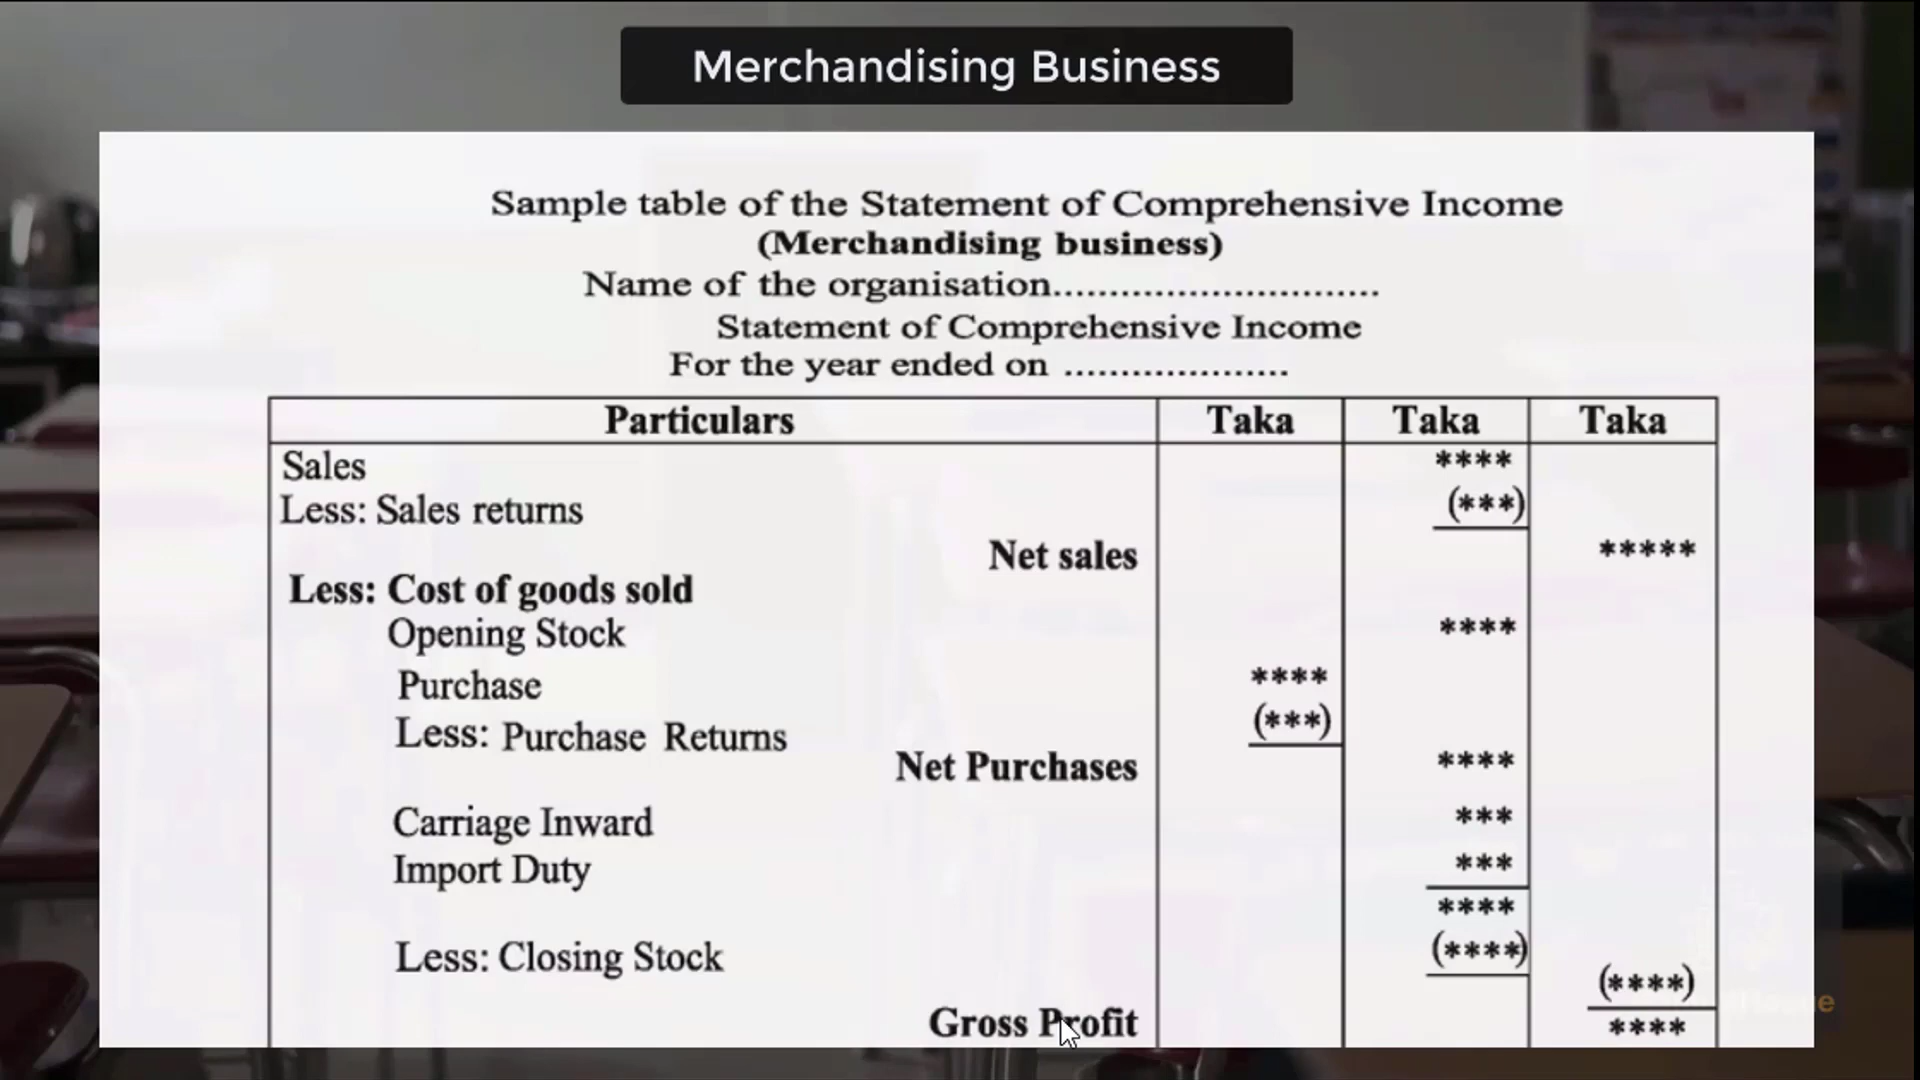 Merchandising Business
Sample table of the Statement of Comprehensive Income
(Merchandising business)
Name of the organisation.............................
Statement of Comprehensive Income
For the year ended on ....................
Particulars Taka Taka Taka
Sales ****
Less: Sales returns (***)
Net sales *****
Less: Cost of goods sold
Opening Stock ****
Purchase ****
Less: Purchase Returns (***)
Net Purchases ****
Carriage Inward ***
Import Duty ***
****
Less: Closing Stock (****)
(****)
Gross Profit ****